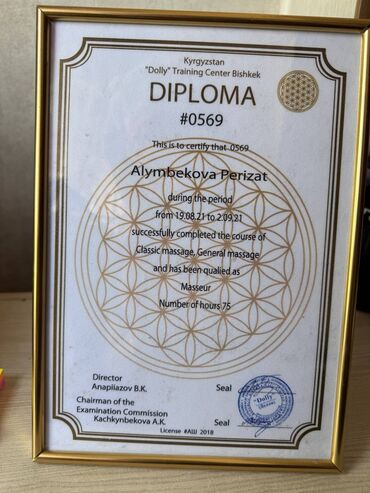 Kyrgyzstan
"Dolly" Training Center Bishkek
DIPLOMA
#0569
This is to certify that 0569
Alymbekova Perizat
during the period
from 19.08.21 to 2.09.21
successfully completed the course of
Classic massage, General massage
and has been qualied as
Masseur
Number of hours 75
Director
Anapiiazov B.K. Seal
Chairman of the
Examination Commission
Kachkynbekova A.K. Seal
"Dolly"
License #АШ 2018